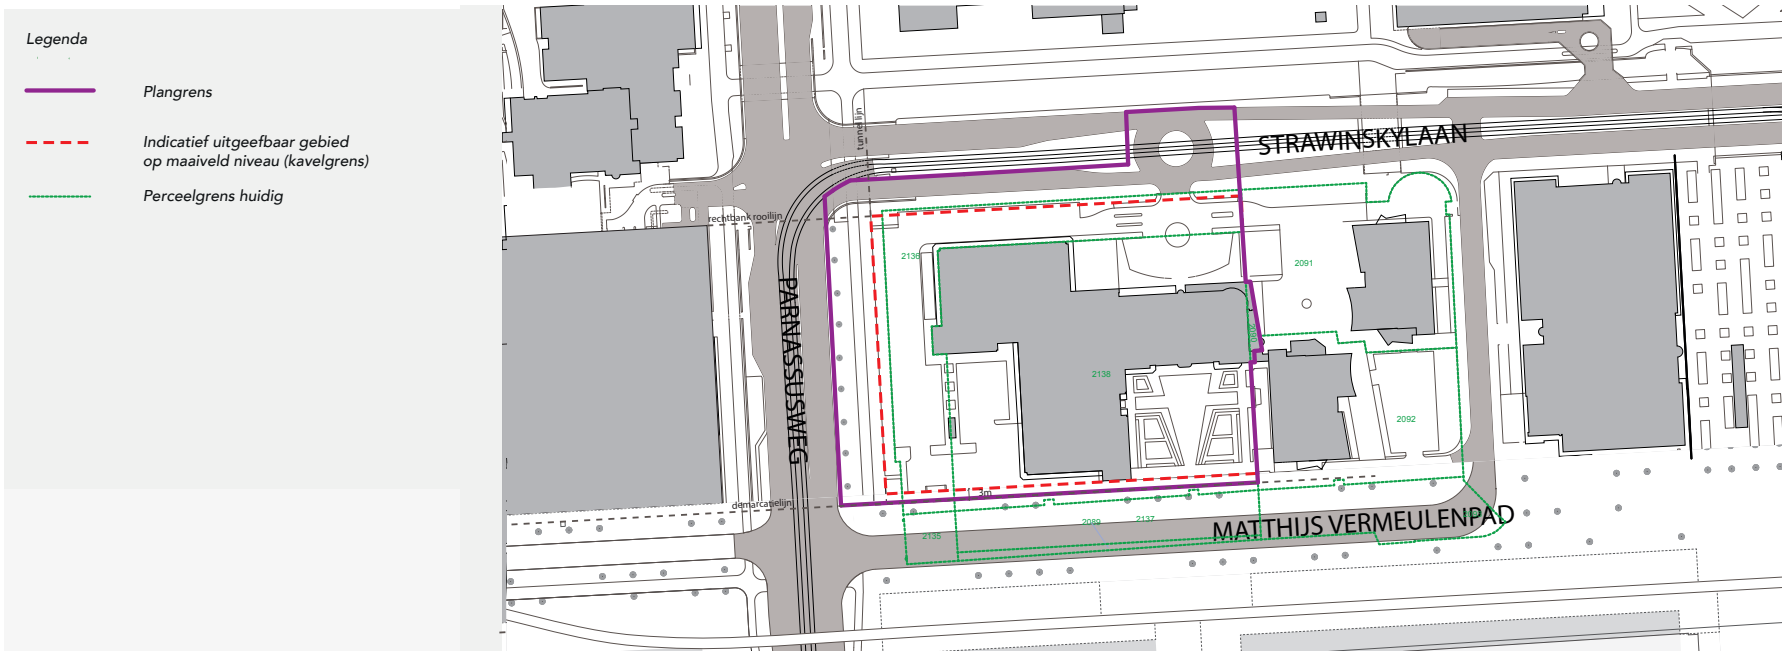 Legenda
Plangrens
Indicatief uitgeefbaar gebied
op maaiveld niveau (kavelgrens)
Perceelgrens huidig
tunnel lijn
STRAWINSKYLAAN
rechtbank rooilijn
2136
2091
PARNASSUSWEG
2090
2138
2092
3m
demarcatielijn
2089
2137
MATTHIJS VERMEULENPAD
2135